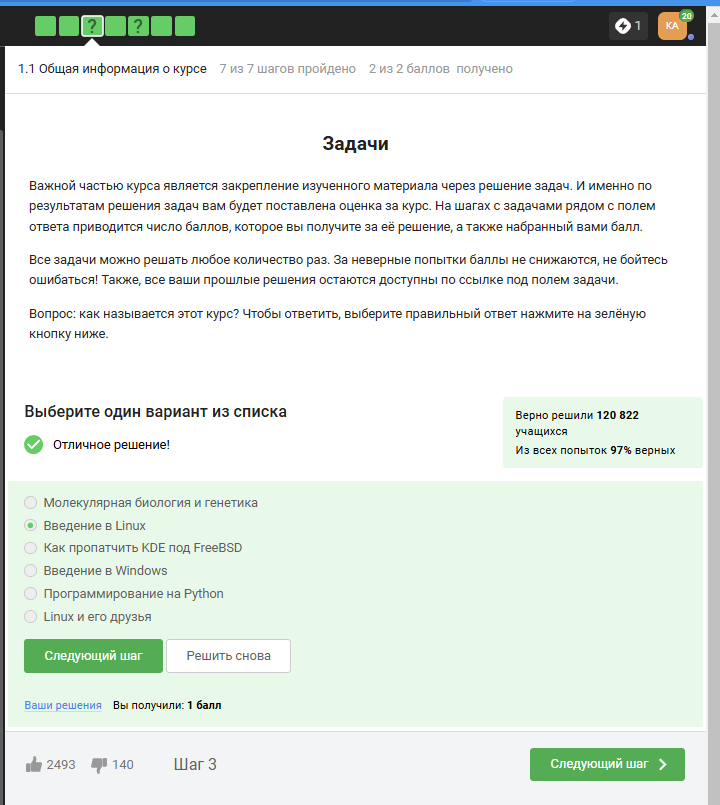 ? ?
1
КА
20
1.1 Общая информация о курсе 7 из 7 шагов пройдено 2 из 2 баллов получено
Задачи
Важной частью курса является закрепление изученного материала через решение задач. И именно по
результатам решения задач вам будет поставлена оценка за курс. На шагах с задачами рядом с полем
ответа приводится число баллов, которое вы получите за её решение, а также набранный вами балл.
Все задачи можно решать любое количество раз. За неверные попытки баллы не снижаются, не бойтесь
ошибаться! Также, все ваши прошлые решения остаются доступны по ссылке под полем задачи.
Вопрос: как называется этот курс? Чтобы ответить, выберите правильный ответ нажмите на зелёную
кнопку ниже.
Выберите один вариант из списка
Отличное решение!
Верно решили 120 822
учащихся
Из всех попыток 97% верных
Молекулярная биология и генетика
Введение в Linux
Как пропатчить KDE под FreeBSD
Введение в Windows
Программирование на Python
Linux и его друзья
Следующий шаг Решить снова
Ваши решения Вы получили: 1 балл
2493 140 Шаг 3 Следующий шаг